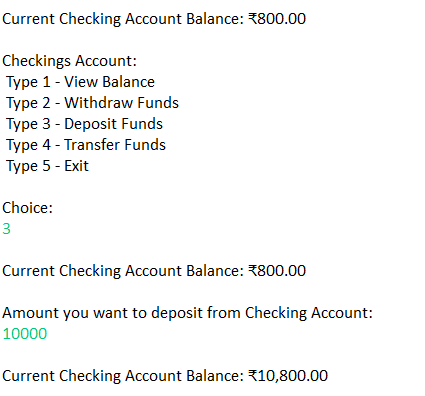 Current Checking Account Balance: ₹800.00
Checkings Account:
Type 1 - View Balance
Type 2 - Withdraw Funds
Type 3 - Deposit Funds
Type 4 - Transfer Funds
Type 5 - Exit
Choice:
3
Current Checking Account Balance: ₹800.00
Amount you want to deposit from Checking Account:
10000
Current Checking Account Balance: ₹10,800.00